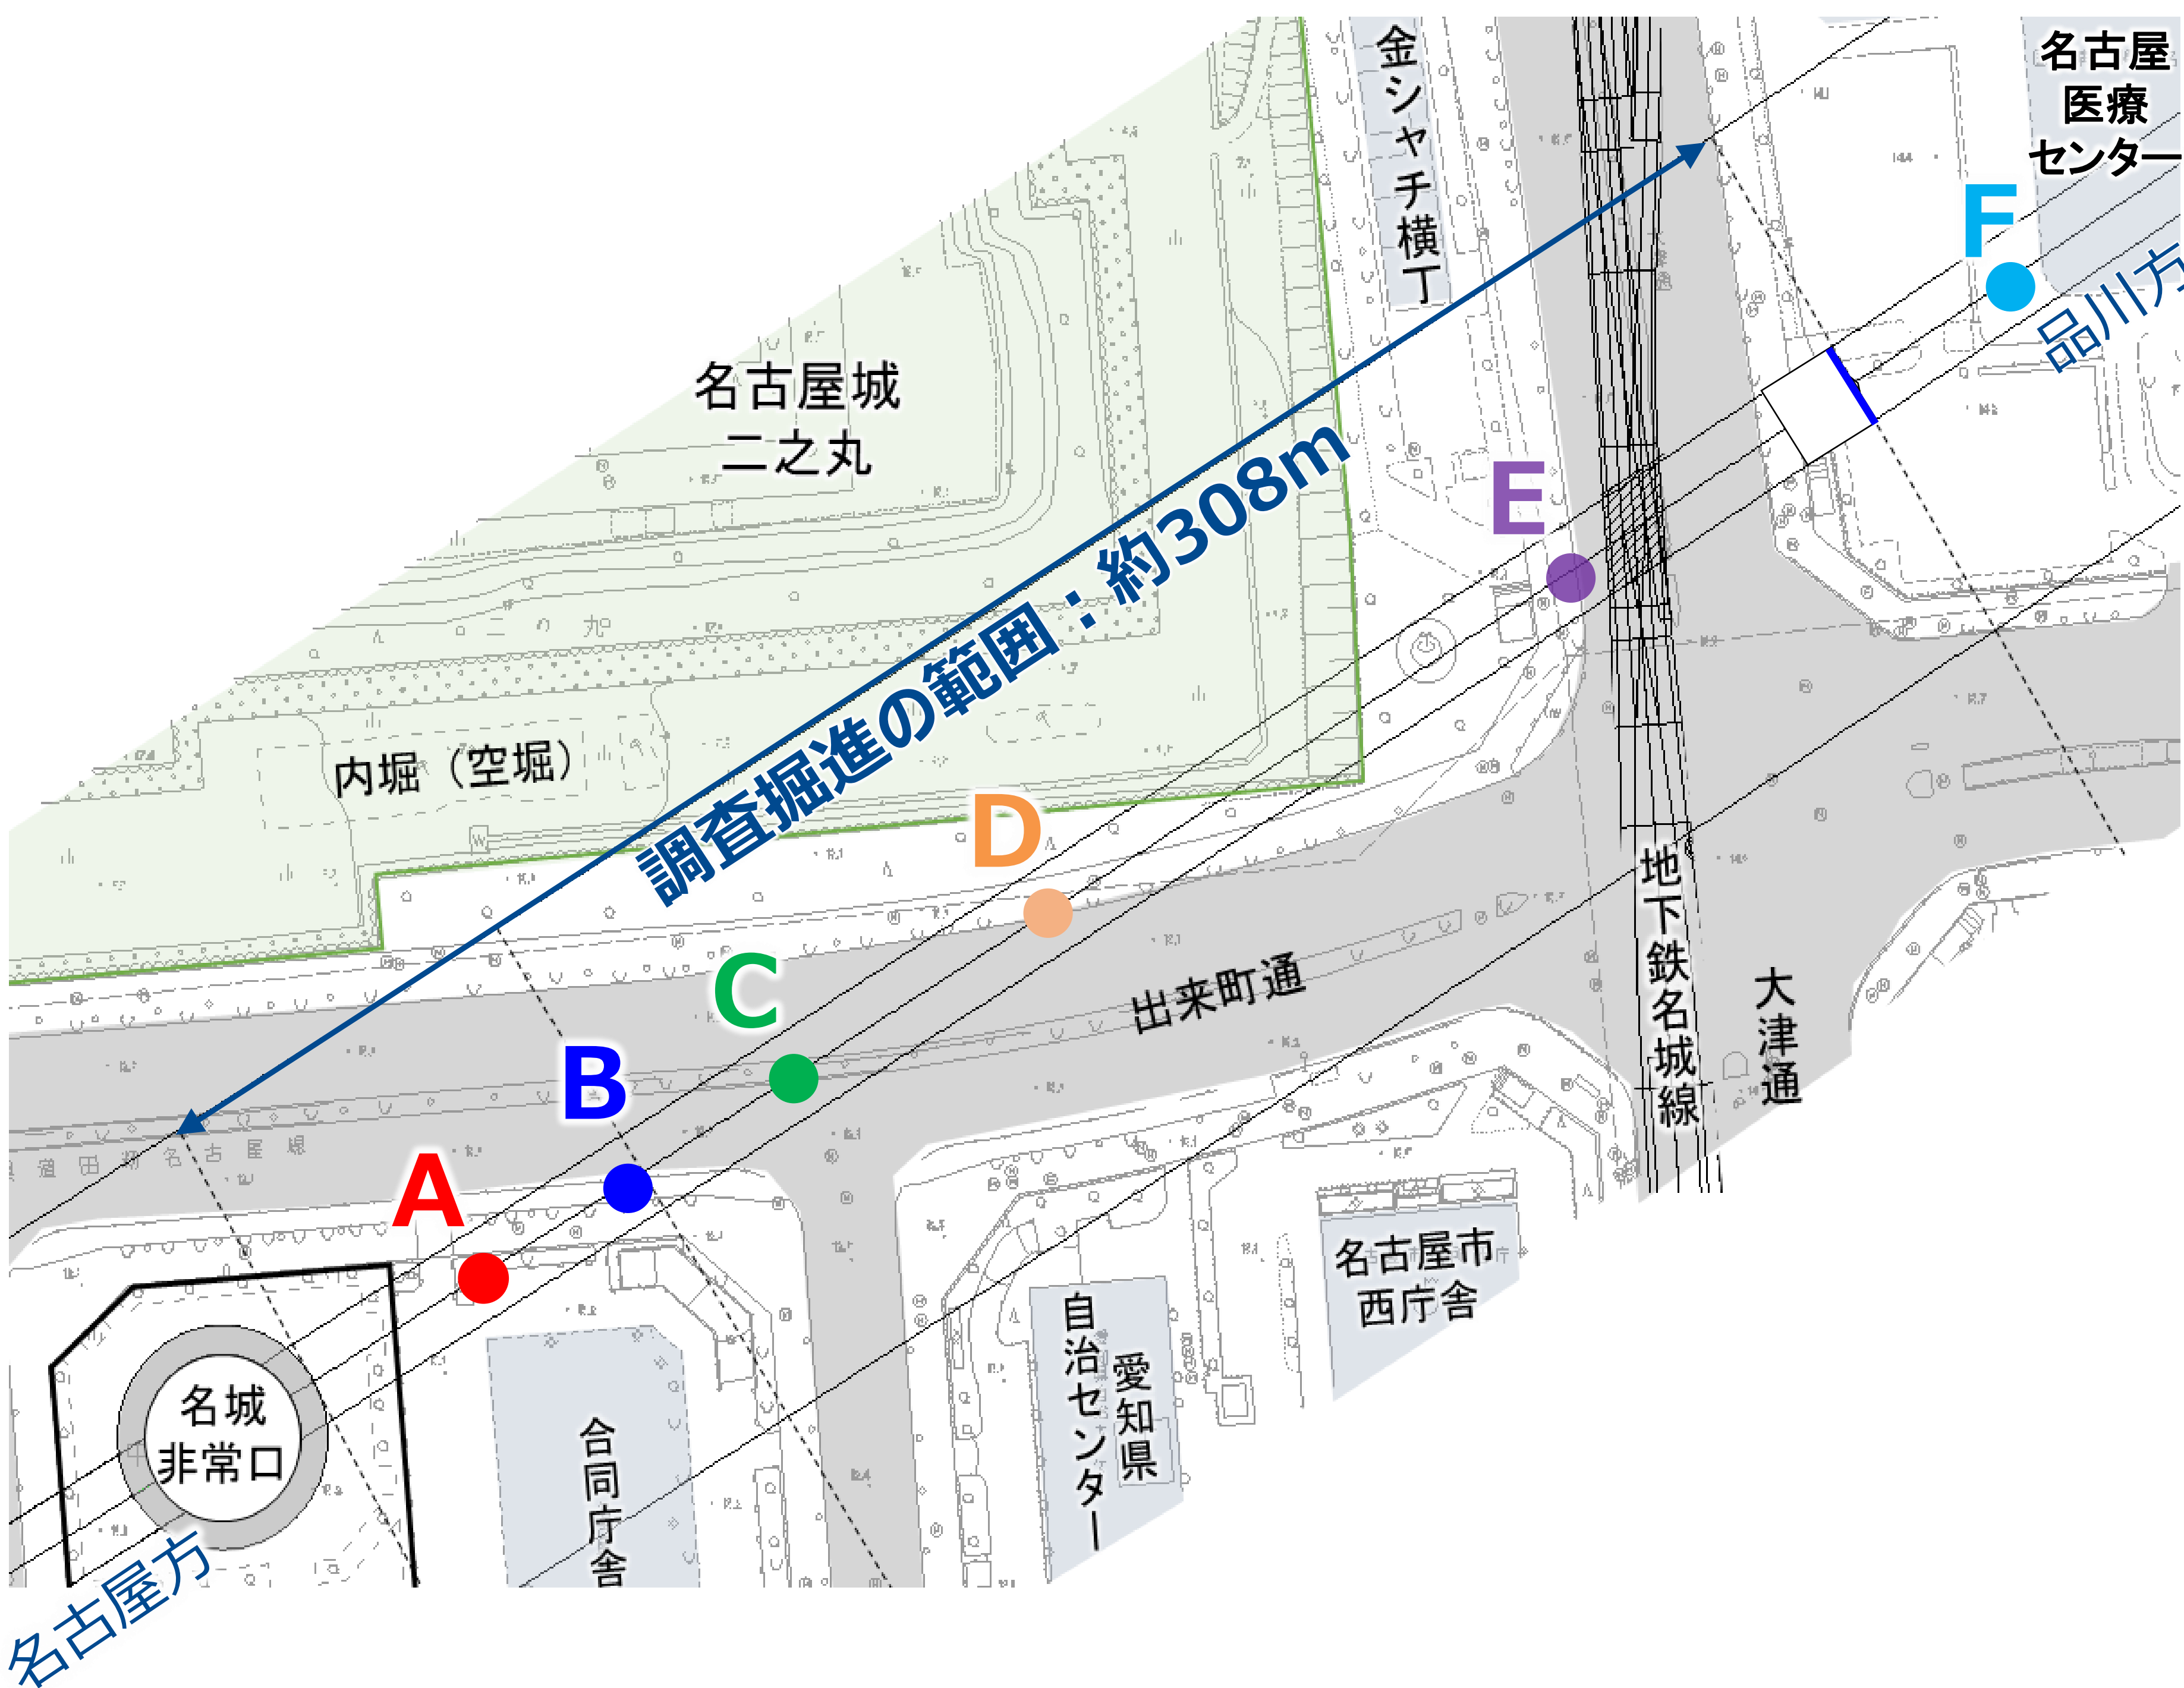 金シャチ横丁
名古屋
医療
センター
F
品川方
名古屋城
二之丸
E
調査掘進の範囲：約308m
内堀（空堀）
D
C
出来町通
地下鉄名城線
大津通
B
A
名古屋市
西庁舎
愛知県
自治センター
合同庁舎
名城
非常口
名古屋方